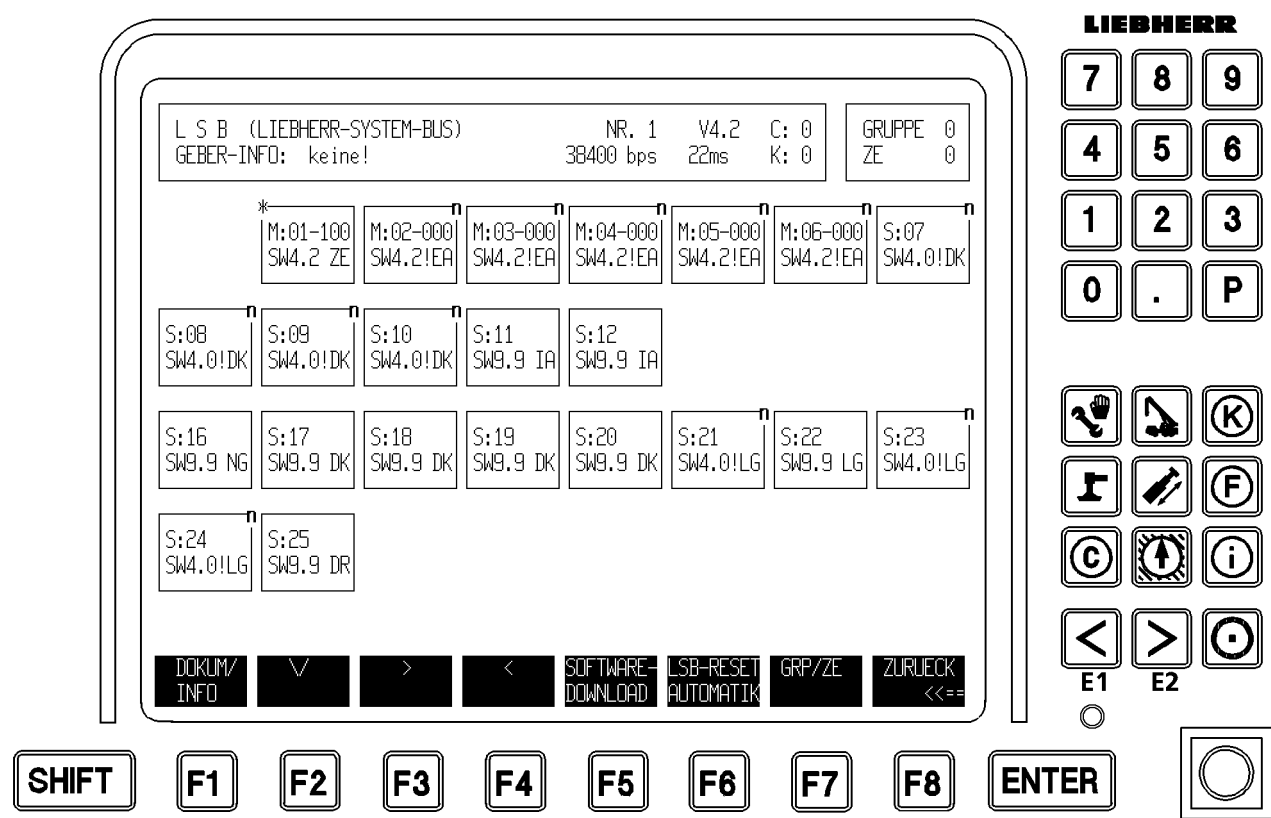 LIEBHERR
L S B (LIEBHERR-SYSTEM-BUS) NR. 1 V4.2 C: 0
GEBER-INFO: keine! 38400 bps 22ms K: 0
GRUPPE 0
ZE 0
* n n n n n n
M:01-100 M:02-000 M:03-000 M:04-000 M:05-000 M:06-000 S:07
SW4.2 ZE SW4.2!EA SW4.2!EA SW4.2!EA SW4.2!EA SW4.2!EA SW4.0!DK
n n n
S:08 S:09 S:10 S:11 S:12
SW4.0!DK SW4.0!DK SW4.0!DK SW9.9 IA SW9.9 IA
n n
S:16 S:17 S:18 S:19 S:20 S:21 S:22 S:23
SW9.9 NG SW9.9 DK SW9.9 DK SW9.9 DK SW9.9 DK SW4.0!LG SW9.9 LG SW4.0!LG
n
S:24 S:25
SW4.0!LG SW9.9 DR
DOKUM/ \/ > < SOFTWARE- LSB-RESET GRP/ZE ZURUECK
INFO DOWNLOAD AUTOMATIK <<==
7 8 9
4 5 6
1 2 3
0 . P
K
F
C i
< >
E1 E2
SHIFT F1 F2 F3 F4 F5 F6 F7 F8 ENTER